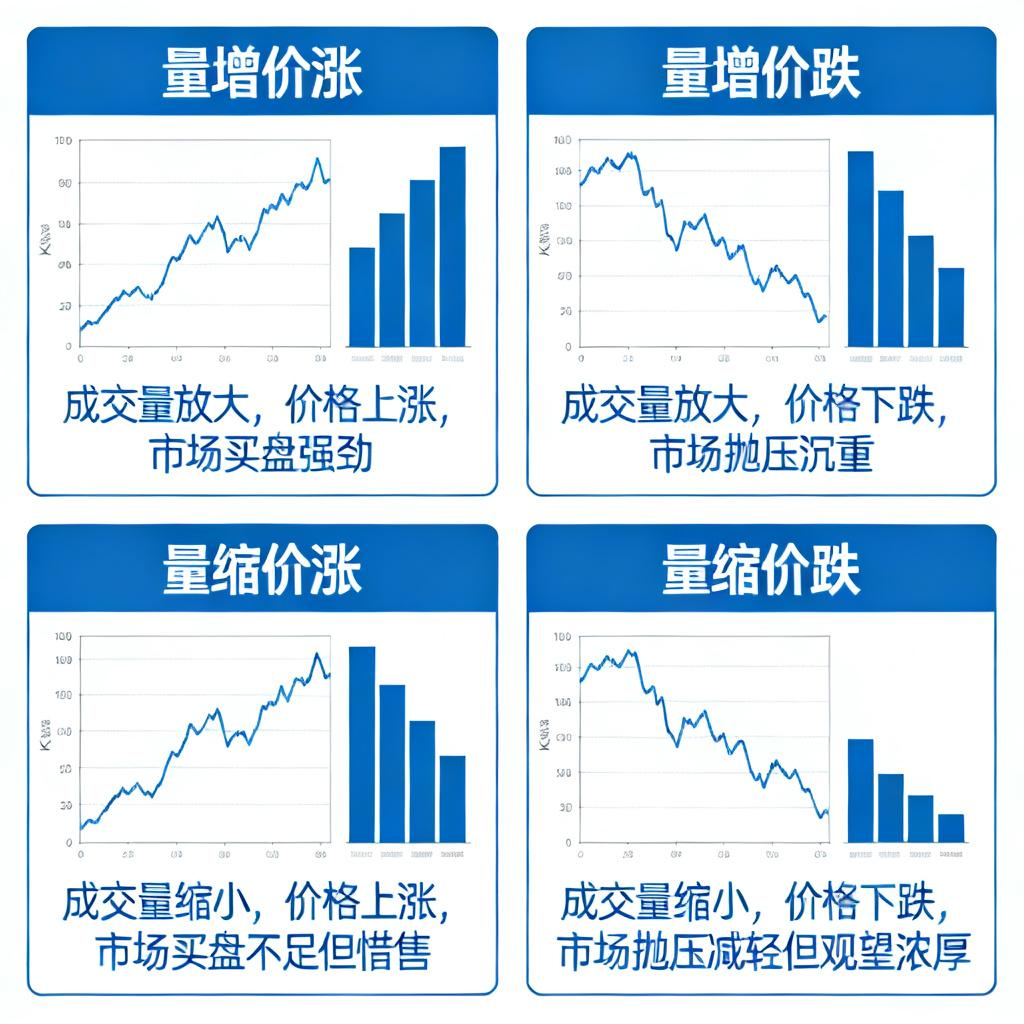 量增价涨
成交量放大，价格上涨，
市场买盘强劲
量增价跌
成交量放大，价格下跌，
市场抛压沉重
量缩价涨
成交量缩小，价格上涨，
市场买盘不足但惜售
量缩价跌
成交量缩小，价格下跌，
市场抛压减轻但观望浓厚